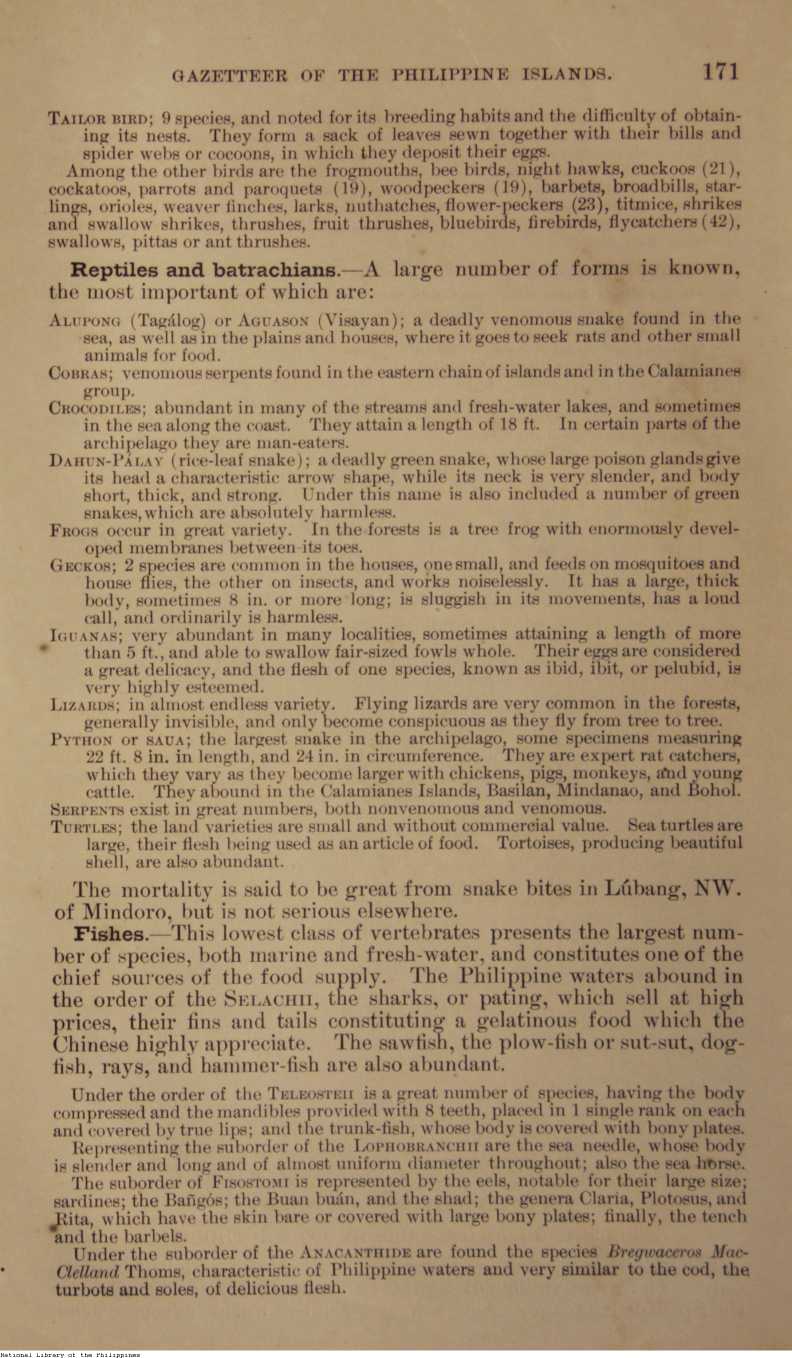 GAZETTEER OF THE PHILIPPINE ISLANDS. 171
TAILOR BIRD; 9 species, and noted for its breeding habits and the difficulty of obtain-
ing its nests. They form a sack of leaves sewn together with their bills and
spider webs or cocoons, in which they deposit their eggs.
Among the other birds are the frogmouths, bee birds, night hawks, cuckoos (21),
cockatoos, parrots and paroquets (19), woodpeckers (19), barbets, broadbills, star-
lings, orioles, weaver finches, larks, nuthatches, flower-peckers (23), titmice, shrikes
and swallow shrikes, thrushes, fruit thrushes, bluebirds, firebirds, flycatchers (42),
swallows, pittas or ant thrushes.
Reptiles and batrachians.—A large number of forms is known,
the most important of which are:
ALUPONG (Tagálog) or AGUASON (Visayan); a deadly venomous snake found in the
sea, as well as in the plains and houses, where it goes to seek rats and other small
animals for food.
COBRAS; venomous serpents found in the eastern chain of islands and in the Calamianes
group.
CROCODILES; abundant in many of the streams and fresh-water lakes, and sometimes
in the sea along the coast. They attain a length of 18 ft. In certain parts of the
archipelago they are man-eaters.
DAHUN-PÁLAY (rice-leaf snake); a deadly green snake, whose large poison glands give
its head a characteristic arrow shape, while its neck is very slender, and body
short, thick, and strong. Under this name is also included a number of green
snakes, which are absolutely harmless.
FROGS occur in great variety. In the forests is a tree frog with enormously devel-
oped membranes between its toes.
GECKOS; 2 species are common in the houses, one small, and feeds on mosquitoes and
house flies, the other on insects, and works noiselessly. It has a large, thick
body, sometimes 8 in. or more long; is sluggish in its movements, has a loud
call, and ordinarily is harmless.
IGUANAS; very abundant in many localities, sometimes attaining a length of more
than 5 ft., and able to swallow fair-sized fowls whole. Their eggs are considered
a great delicacy, and the flesh of one species, known as ibid, ibit, or pelubid, is
very highly esteemed.
LIZARDS; in almost endless variety. Flying lizards are very common in the forests,
generally invisible, and only become conspicuous as they fly from tree to tree.
PYTHON OR SAUA; the largest snake in the archipelago, some specimens measuring
22 ft. 8 in. in length, and 24 in. in circumference. They are expert rat catchers,
which they vary as they become larger with chickens, pigs, monkeys, and young
cattle. They abound in the Calamianes Islands, Basilan, Mindanao, and Bohol.
SERPENTS exist in great numbers, both nonvenomous and venomous.
TURTLES; the land varieties are small and without commercial value. Sea turtles are
large, their flesh being used as an article of food. Tortoises, producing beautiful
shell, are also abundant.
The mortality is said to be great from snake bites in Lúbang, NW.
of Mindoro, but is not serious elsewhere.
Fishes.—This lowest class of vertebrates presents the largest num-
ber of species, both marine and fresh-water, and constitutes one of the
chief sources of the food supply. The Philippine waters abound in
the order of the SELACHII, the sharks, or pating, which sell at high
prices, their fins and tails constituting a gelatinous food which the
Chinese highly appreciate. The sawfish, the plow-fish or sut-sut, dog-
fish, rays, and hammer-fish are also abundant.
Under the order of the TELEOSTEII is a great number of species, having the body
compressed and the mandibles provided with 8 teeth, placed in 1 single rank on each
and covered by true lips; and the trunk-fish, whose body is covered with bony plates.
Representing the suborder of the LOPHOBRANCHII are the sea needle, whose body
is slender and long and of almost uniform diameter throughout; also the sea horse.
The suborder of FISOSTOMI is represented by the eels, notable for their large size;
sardines; the Bañgós; the Buan buán, and the shad; the genera Claria, Plotosus, and
Rita, which have the skin bare or covered with large bony plates; finally, the tench
and the barbels.
Under the suborder of the ANACANTHIDE are found the species Bregwaceros Mac-
Clelland Thoms, characteristic of Philippine waters and very similar to the cod, the
turbots and soles, of delicious flesh.
National Library of the Philippines